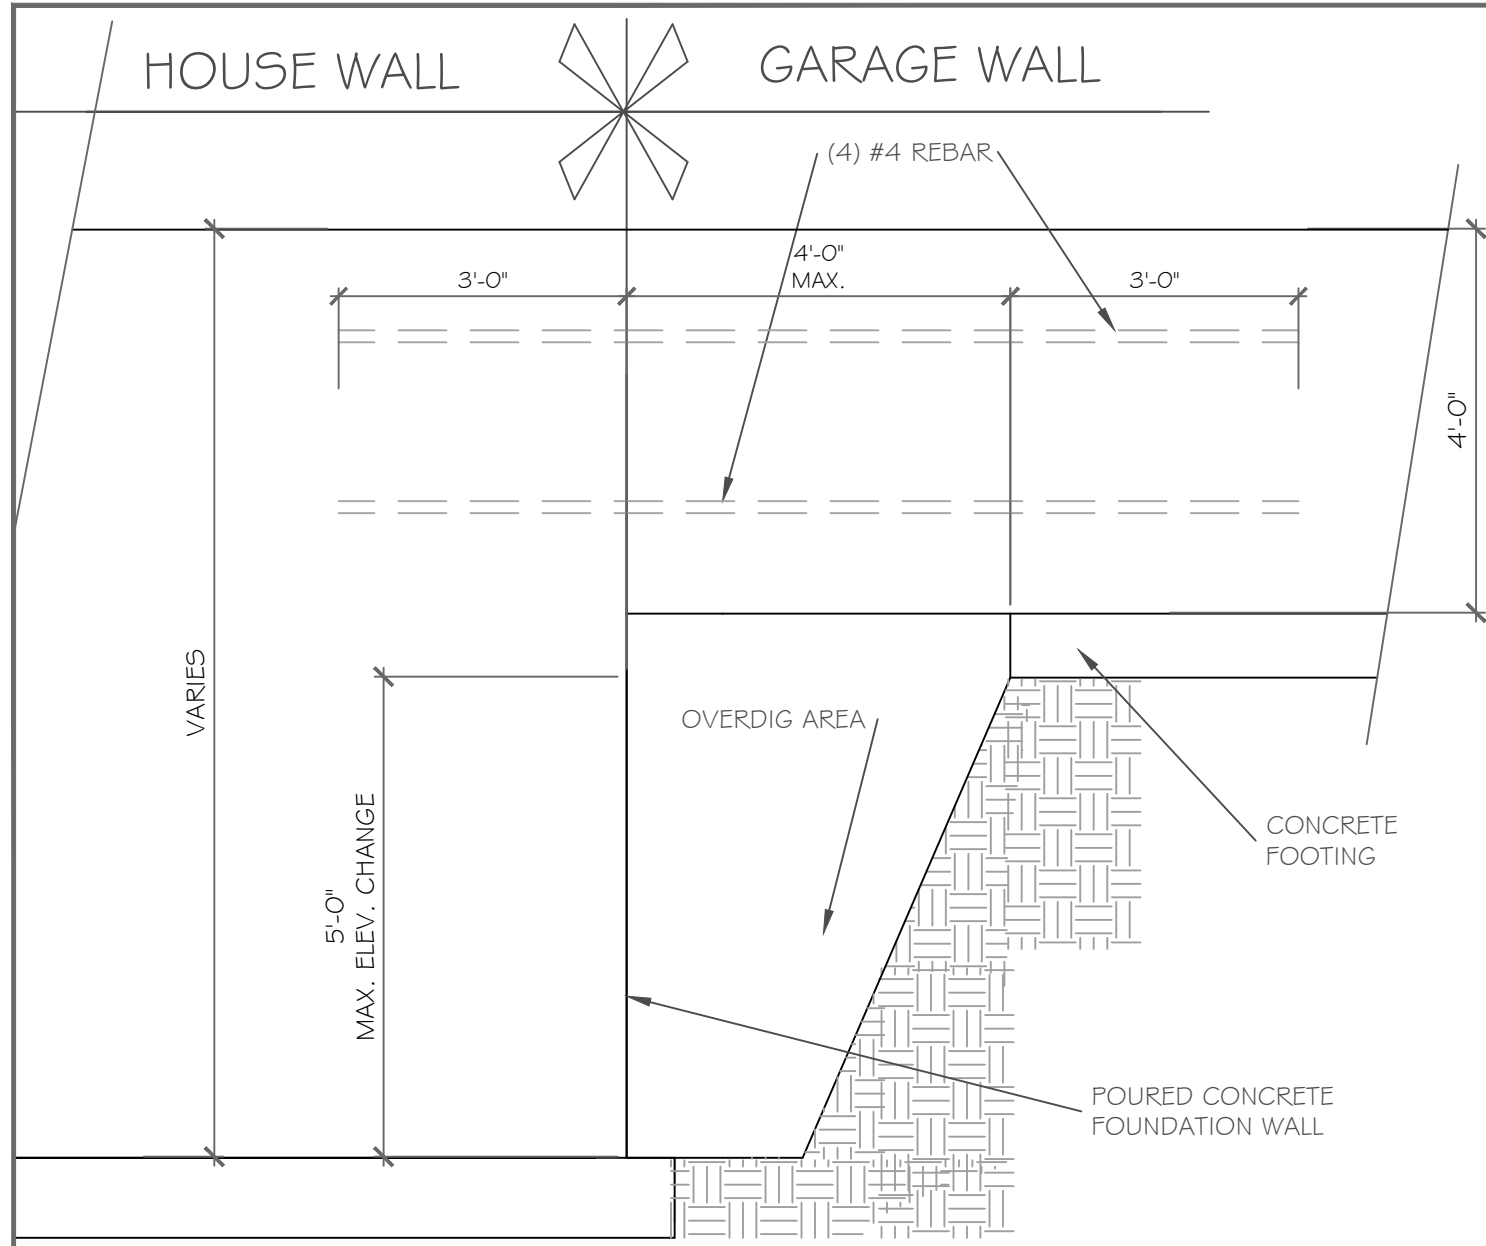 HOUSE WALL
GARAGE WALL
(4) #4 REBAR
3'-0"
4'-0"
MAX.
3'-0"
4'-0"
VARIES
5'-0"
MAX. ELEV. CHANGE
OVERDIG AREA
CONCRETE
FOOTING
POURED CONCRETE
FOUNDATION WALL